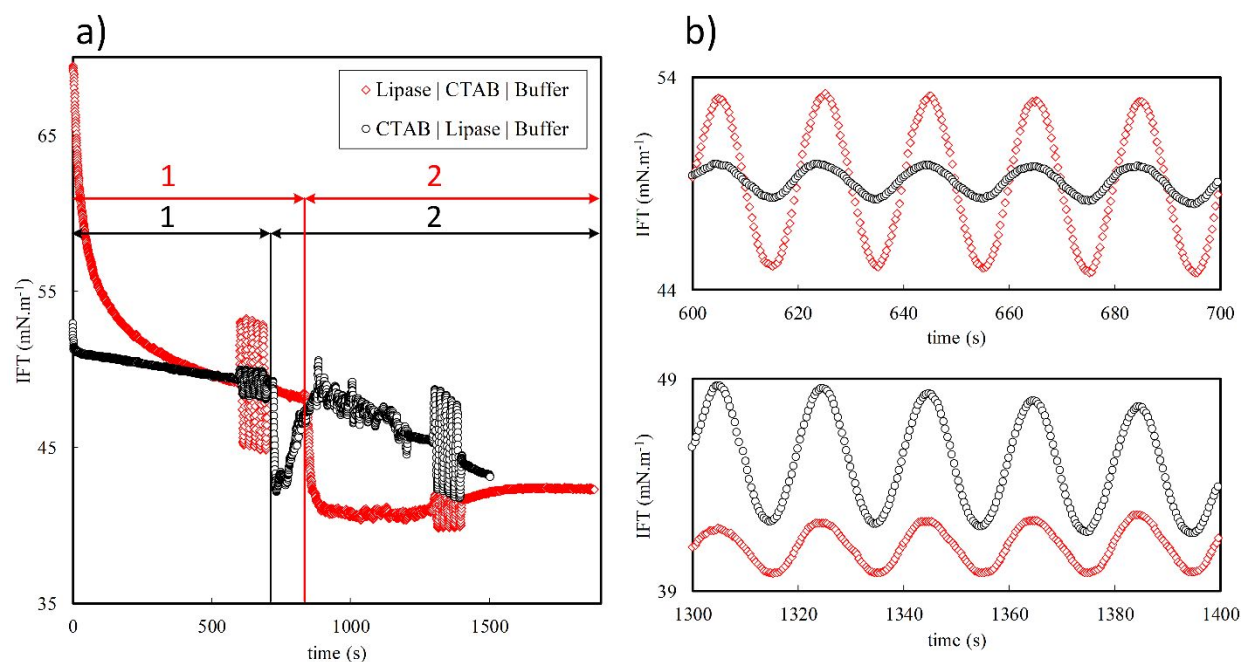 a)
Lipase | CTAB | Buffer
CTAB | Lipase | Buffer
1
2
1
2
65
55
45
35
IFT (mN.m⁻¹)
0
500
1000
1500
time (s)
b)
54
44
IFT (mN.m⁻¹)
600
620
640
660
680
700
time (s)
49
39
IFT (mN.m⁻¹)
1300
1320
1340
1360
1380
1400
time (s)